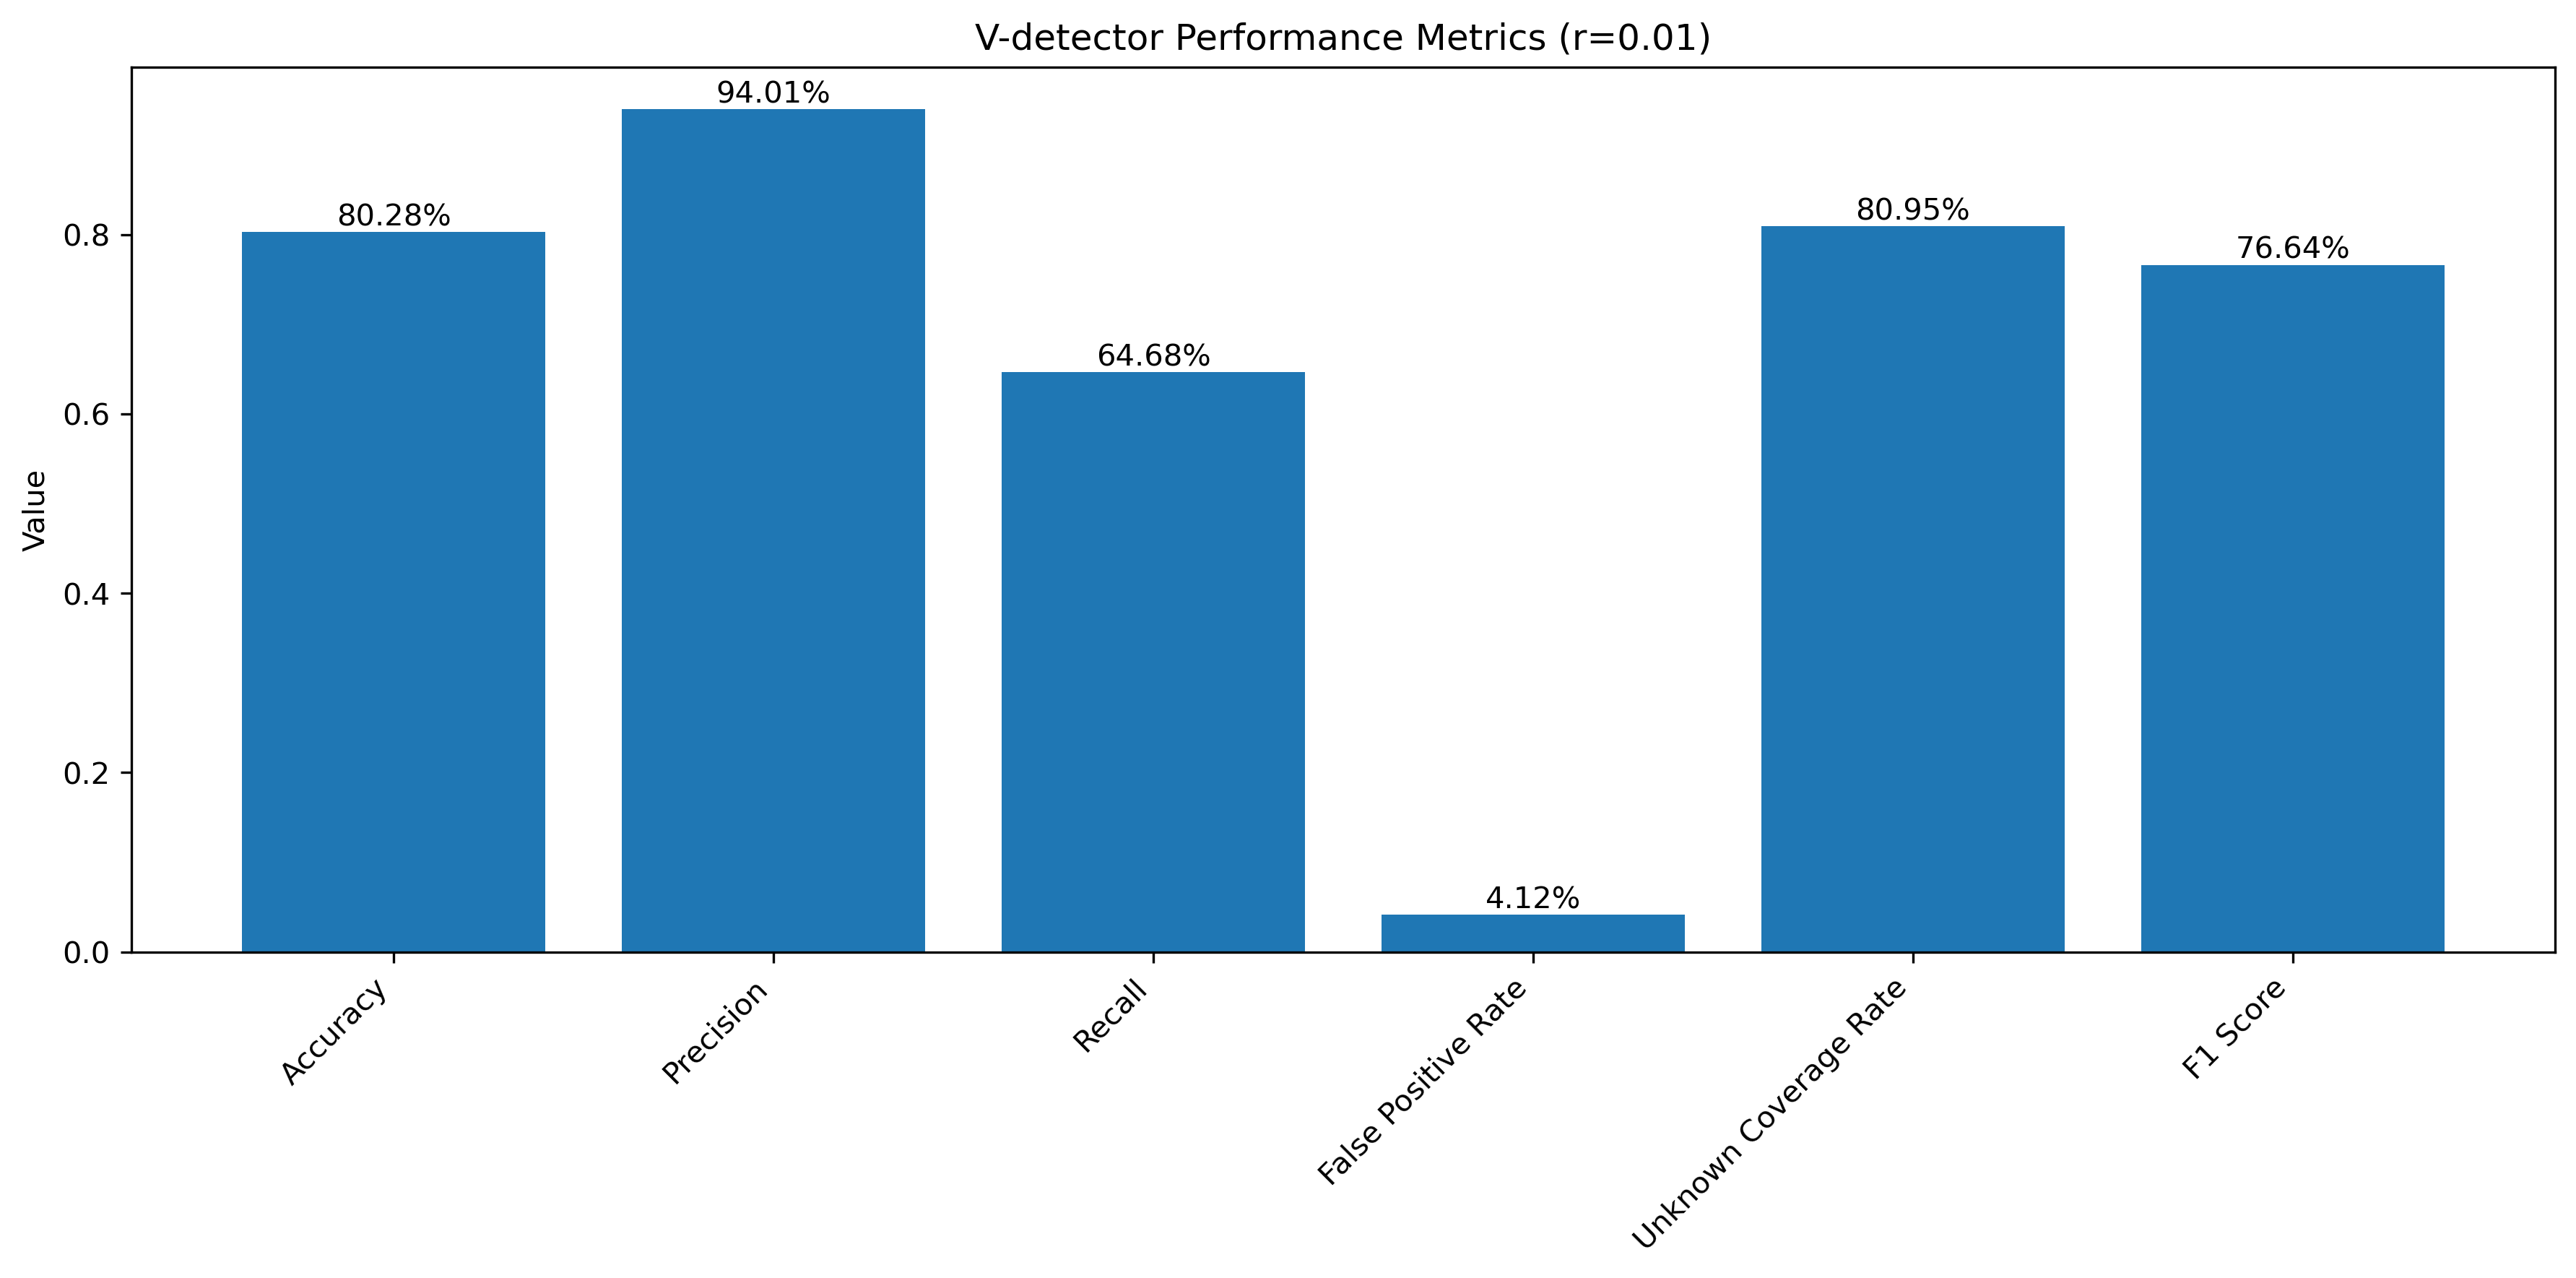 V-detector Performance Metrics (r=0.01)
94.01%
80.28%
80.95%
76.64%
64.68%
4.12%
Value
0.8
0.6
0.4
0.2
0.0
Accuracy
Precision
Recall
False Positive Rate
Unknown Coverage Rate
F1 Score